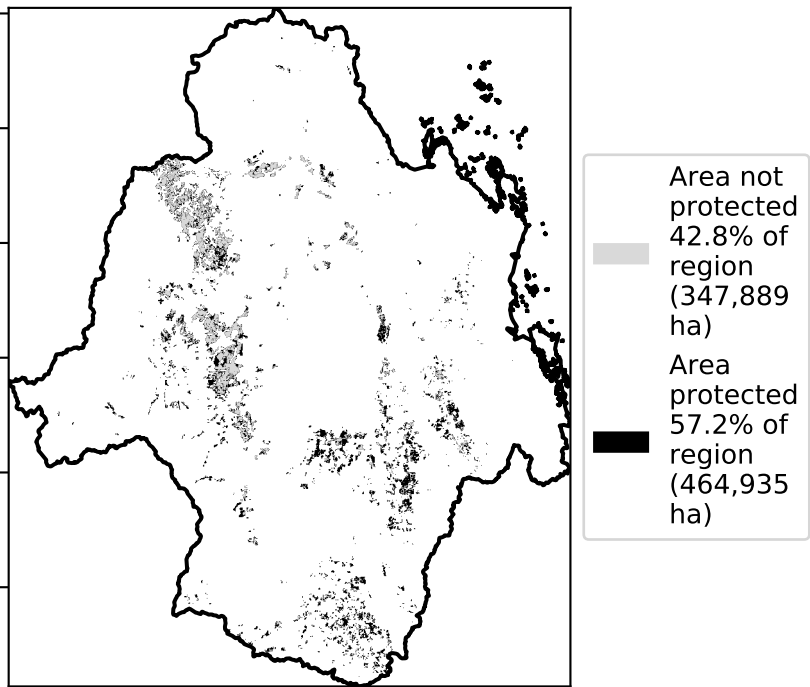 Area not
protected
42.8% of
region
(347,889
ha)
Area
protected
57.2% of
region
(464,935
ha)